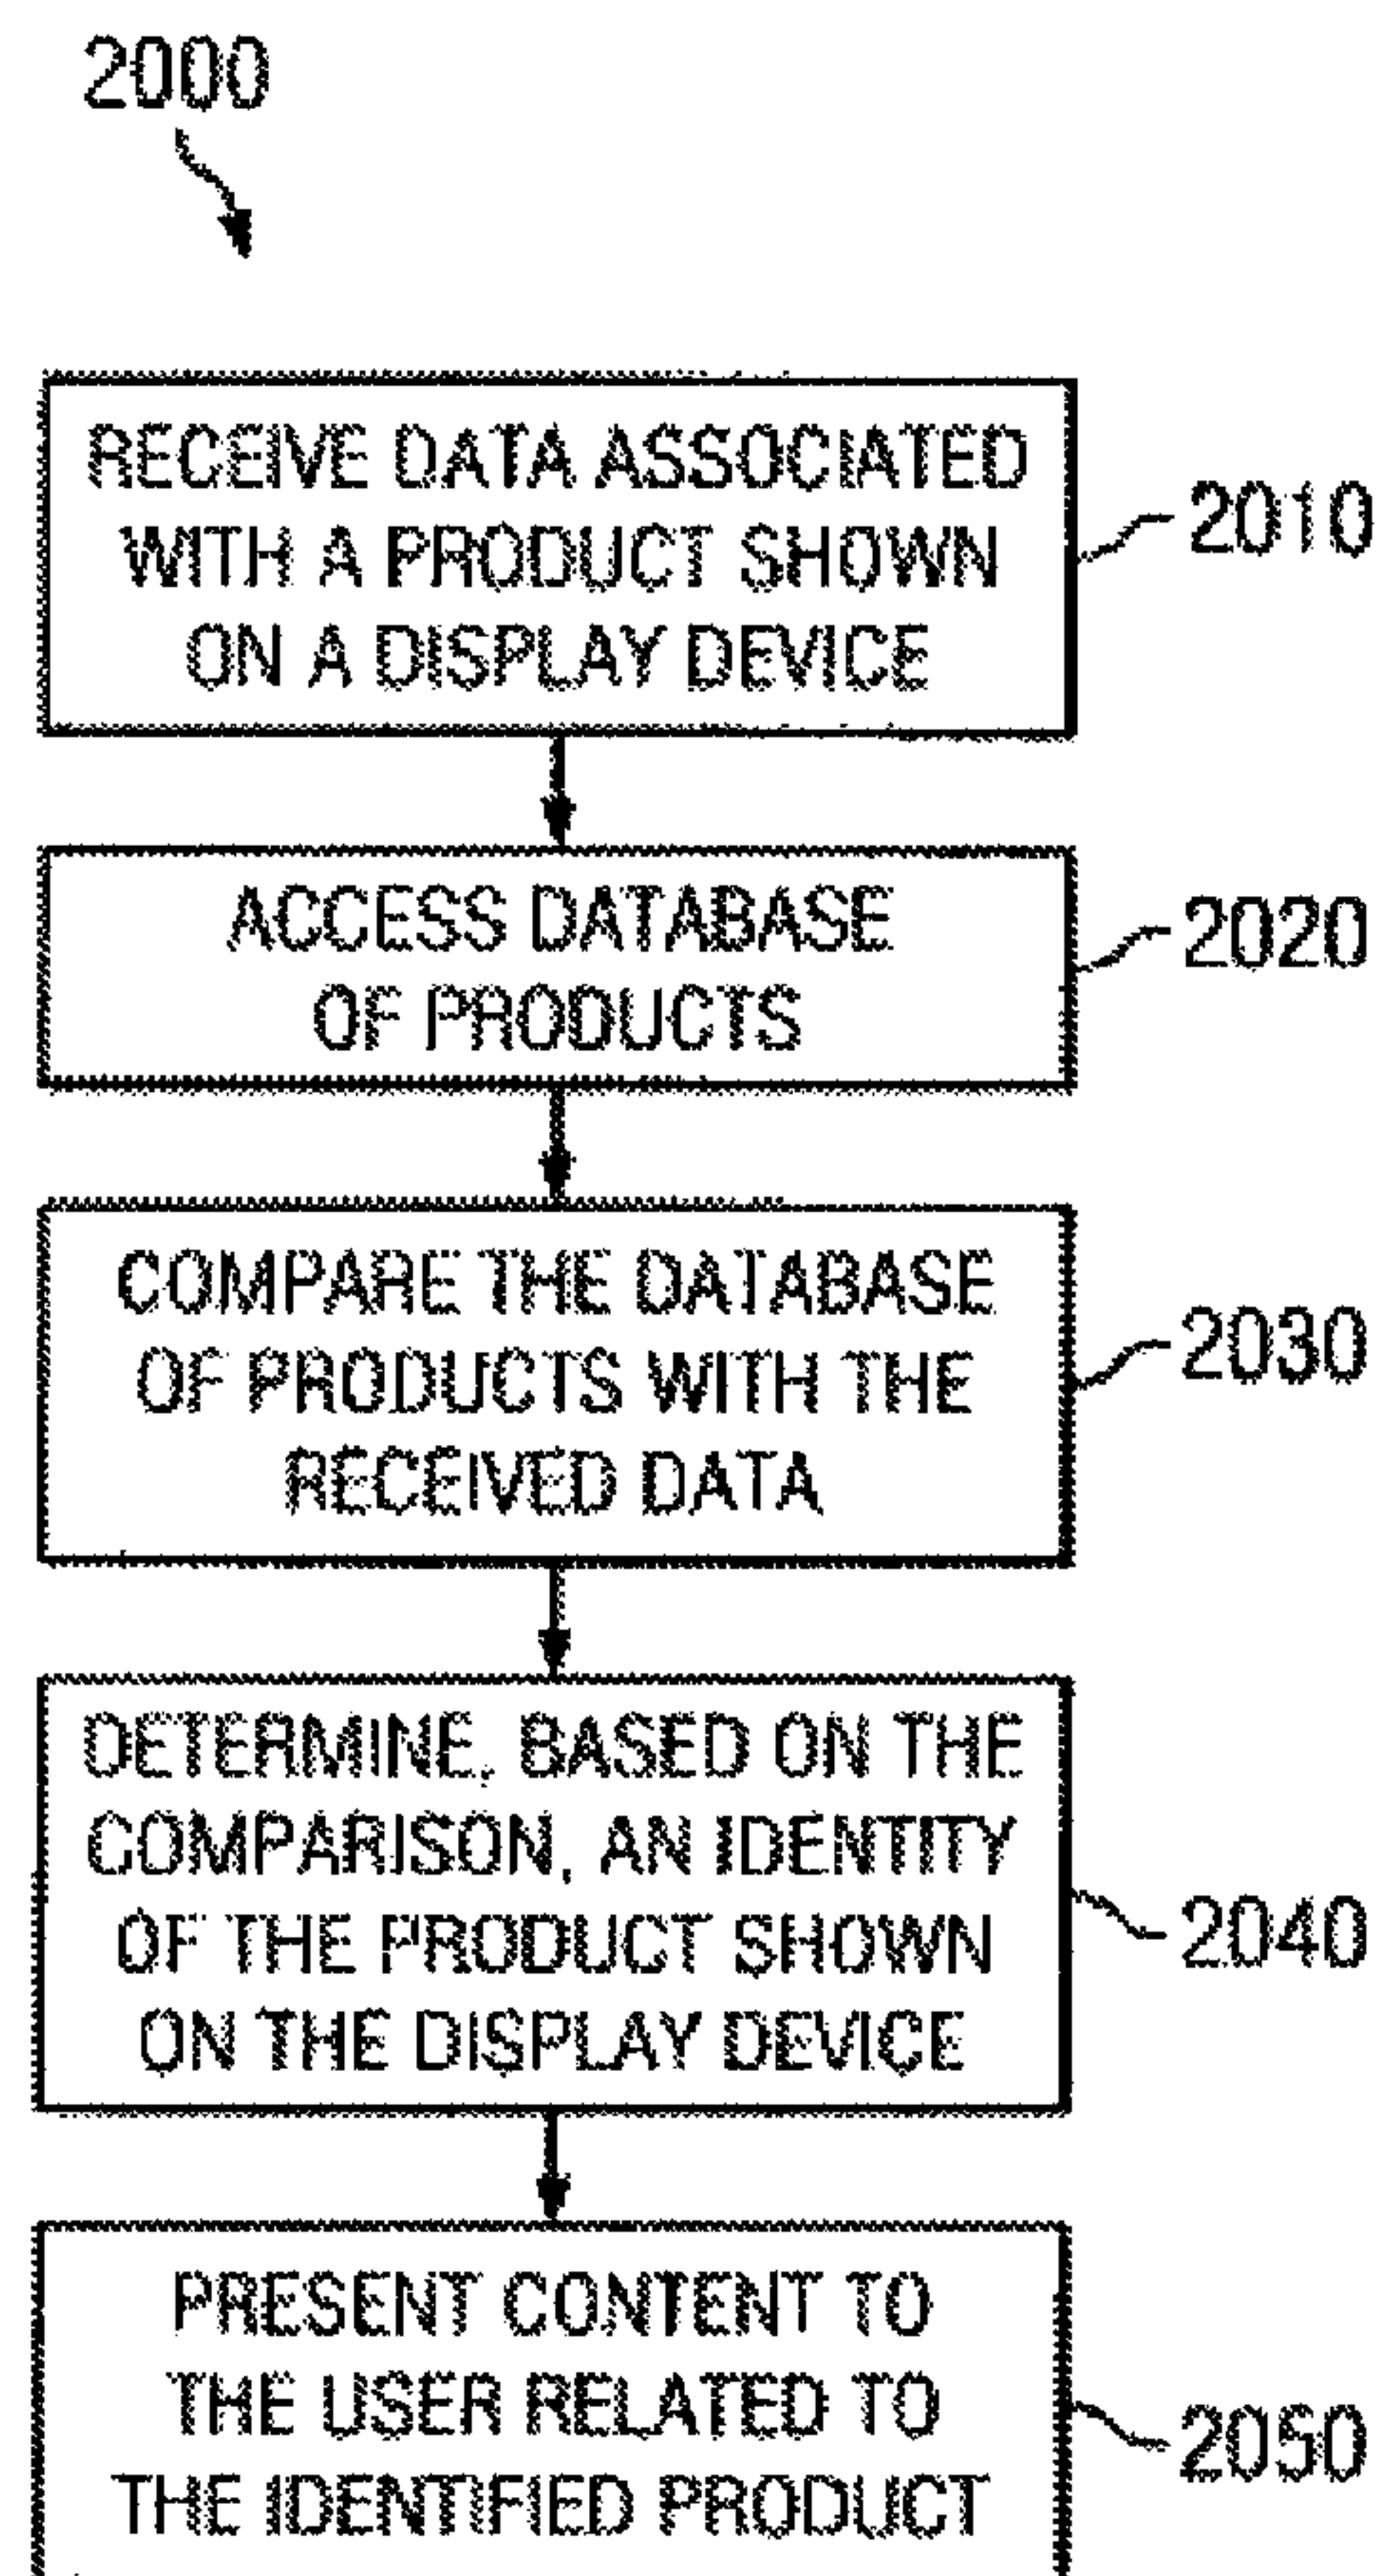 2000
RECEIVE DATA ASSOCIATED
WITH A PRODUCT SHOWN
ON A DISPLAY DEVICE
2010
ACCESS DATABASE
OF PRODUCTS
2020
COMPARE THE DATABASE
OF PRODUCTS WITH THE
RECEIVED DATA
2030
DETERMINE, BASED ON THE
COMPARISON, AN IDENTITY
OF THE PRODUCT SHOWN
ON THE DISPLAY DEVICE
2040
PRESENT CONTENT TO
THE USER RELATED TO
THE IDENTIFIED PRODUCT
2050